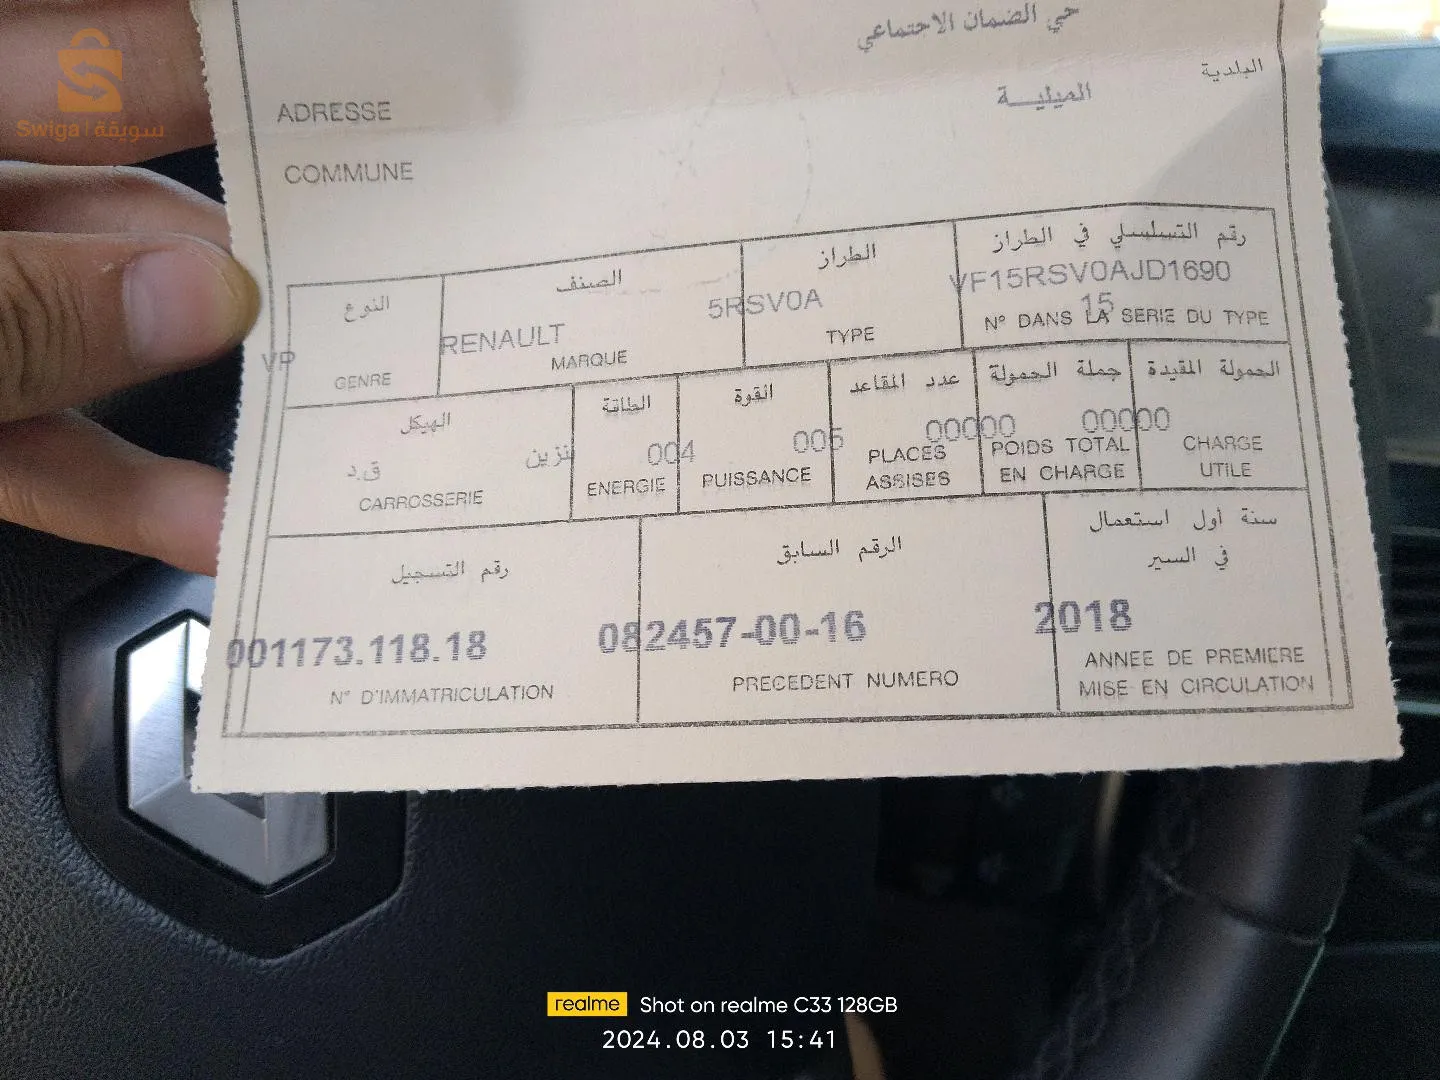 Swiga | سويقة
حي الضمان الاجتماعي
ADRESSE
البلدية
الميليـــة
COMMUNE
النوع
VP
GENRE
الصنف
RENAULT
MARQUE
الطراز
5RSV0A
TYPE
رقم التسلسلي في الطراز
VF15RSV0AJD1690
15
N° DANS LA SERIE DU TYPE
الهيكل
ق.د
CARROSSERIE
الطاقة
بنزين
ENERGIE
القوة
004
PUISSANCE
عدد المقاعد
005
PLACES
ASSISES
جملة الحمولة
00000
POIDS TOTAL
EN CHARGE
الحمولة المقيدة
00000
CHARGE
UTILE
رقم التسجيل
001173.118.18
N° D'IMMATRICULATION
الرقم السابق
082457-00-16
PRECEDENT NUMERO
سنة أول استعمال
في السير
2018
ANNEE DE PREMIERE
MISE EN CIRCULATION
realme Shot on realme C33 128GB
2024.08.03 15:41